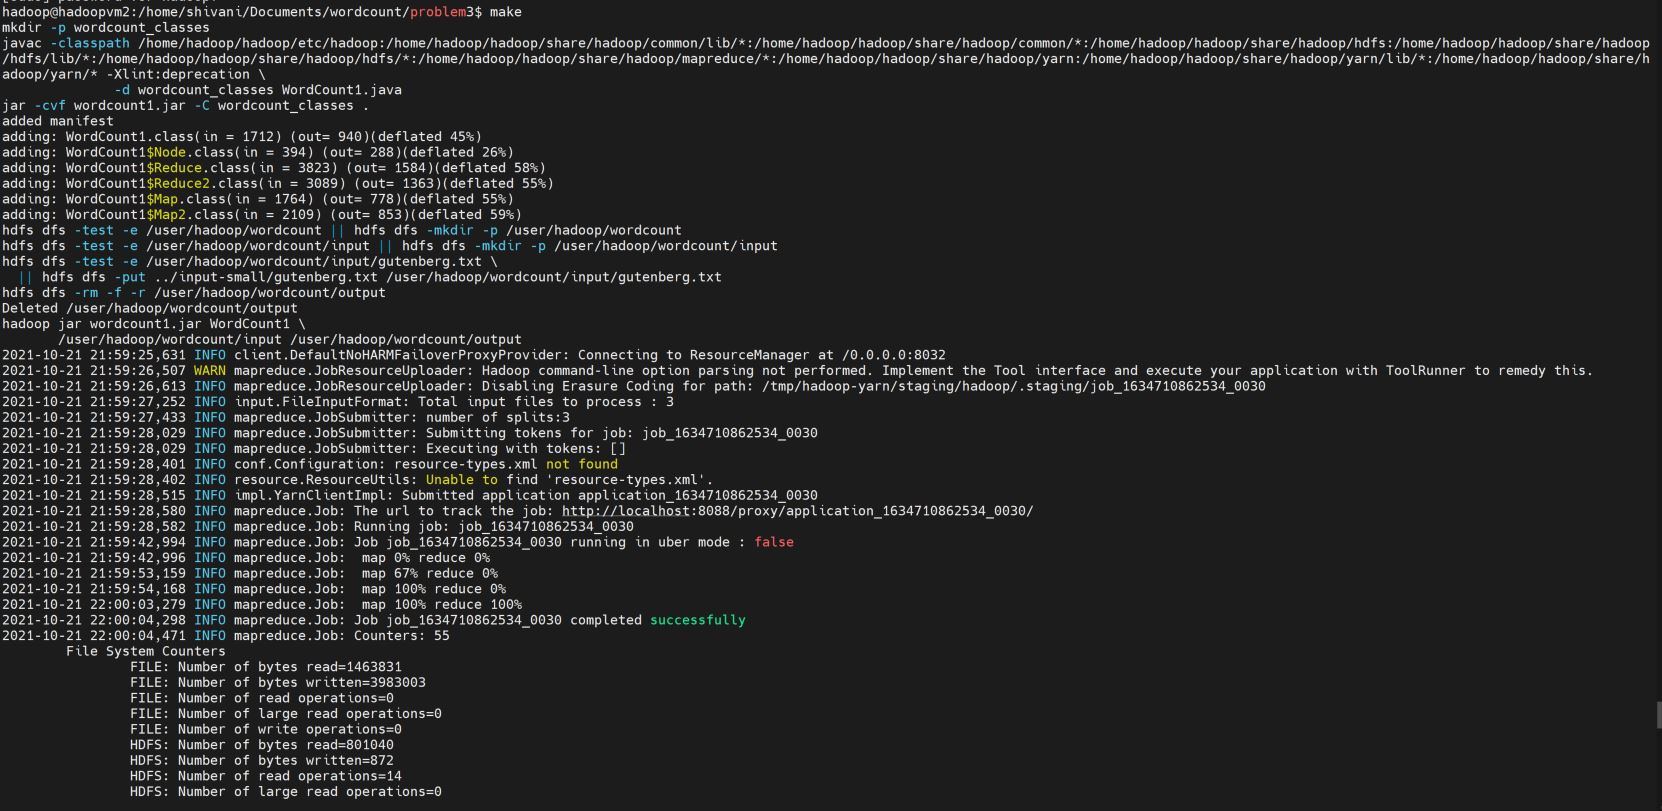 hadoop@hadoopvm2:/home/shivani/Documents/wordcount/problem3$ make
mkdir -p wordcount_classes
javac -classpath /home/hadoop/hadoop/etc/hadoop:/home/hadoop/hadoop/share/hadoop/common/lib/*:/home/hadoop/hadoop/share/hadoop/common/*:/home/hadoop/hadoop/share/hadoop/hdfs:/home/hadoop/hadoop/share/hadoop
/hdfs/lib/*:/home/hadoop/hadoop/share/hadoop/hdfs/*:/home/hadoop/hadoop/share/hadoop/mapreduce/*:/home/hadoop/hadoop/share/hadoop/yarn:/home/hadoop/hadoop/share/hadoop/yarn/lib/*:/home/hadoop/hadoop/share/h
adoop/yarn/* -Xlint:deprecation \
-d wordcount_classes WordCount1.java
jar -cvf wordcount1.jar -C wordcount_classes .
added manifest
adding: WordCount1.class(in = 1712) (out= 940)(deflated 45%)
adding: WordCount1$Node.class(in = 394) (out= 288)(deflated 26%)
adding: WordCount1$Reduce.class(in = 3823) (out= 1584)(deflated 58%)
adding: WordCount1$Reduce2.class(in = 3089) (out= 1363)(deflated 55%)
adding: WordCount1$Map.class(in = 1764) (out= 778)(deflated 55%)
adding: WordCount1$Map2.class(in = 2109) (out= 853)(deflated 59%)
hdfs dfs -test -e /user/hadoop/wordcount || hdfs dfs -mkdir -p /user/hadoop/wordcount
hdfs dfs -test -e /user/hadoop/wordcount/input || hdfs dfs -mkdir -p /user/hadoop/wordcount/input
hdfs dfs -test -e /user/hadoop/wordcount/input/gutenberg.txt \
|| hdfs dfs -put ../input-small/gutenberg.txt /user/hadoop/wordcount/input/gutenberg.txt
hdfs dfs -rm -f -r /user/hadoop/wordcount/output
Deleted /user/hadoop/wordcount/output
hadoop jar wordcount1.jar WordCount1 \
/user/hadoop/wordcount/input /user/hadoop/wordcount/output
2021-10-21 21:59:25,631 INFO client.DefaultNoHARMFailoverProxyProvider: Connecting to ResourceManager at /0.0.0.0:8032
2021-10-21 21:59:26,507 WARN mapreduce.JobResourceUploader: Hadoop command-line option parsing not performed. Implement the Tool interface and execute your application with ToolRunner to remedy this.
2021-10-21 21:59:26,613 INFO mapreduce.JobResourceUploader: Disabling Erasure Coding for path: /tmp/hadoop-yarn/staging/hadoop/.staging/job_1634710862534_0030
2021-10-21 21:59:27,252 INFO input.FileInputFormat: Total input files to process : 3
2021-10-21 21:59:27,433 INFO mapreduce.JobSubmitter: number of splits:3
2021-10-21 21:59:28,029 INFO mapreduce.JobSubmitter: Submitting tokens for job: job_1634710862534_0030
2021-10-21 21:59:28,029 INFO mapreduce.JobSubmitter: Executing with tokens: []
2021-10-21 21:59:28,401 INFO conf.Configuration: resource-types.xml not found
2021-10-21 21:59:28,402 INFO resource.ResourceUtils: Unable to find 'resource-types.xml'.
2021-10-21 21:59:28,515 INFO impl.YarnClientImpl: Submitted application application_1634710862534_0030
2021-10-21 21:59:28,580 INFO mapreduce.Job: The url to track the job: http://localhost:8088/proxy/application_1634710862534_0030/
2021-10-21 21:59:28,582 INFO mapreduce.Job: Running job: job_1634710862534_0030
2021-10-21 21:59:42,994 INFO mapreduce.Job: Job job_1634710862534_0030 running in uber mode : false
2021-10-21 21:59:42,996 INFO mapreduce.Job:  map 0% reduce 0%
2021-10-21 21:59:53,159 INFO mapreduce.Job:  map 67% reduce 0%
2021-10-21 21:59:54,168 INFO mapreduce.Job:  map 100% reduce 0%
2021-10-21 22:00:03,279 INFO mapreduce.Job:  map 100% reduce 100%
2021-10-21 22:00:04,298 INFO mapreduce.Job: Job job_1634710862534_0030 completed successfully
2021-10-21 22:00:04,471 INFO mapreduce.Job: Counters: 55
File System Counters
FILE: Number of bytes read=1463831
FILE: Number of bytes written=3983003
FILE: Number of read operations=0
FILE: Number of large read operations=0
FILE: Number of write operations=0
HDFS: Number of bytes read=801040
HDFS: Number of bytes written=872
HDFS: Number of read operations=14
HDFS: Number of large read operations=0